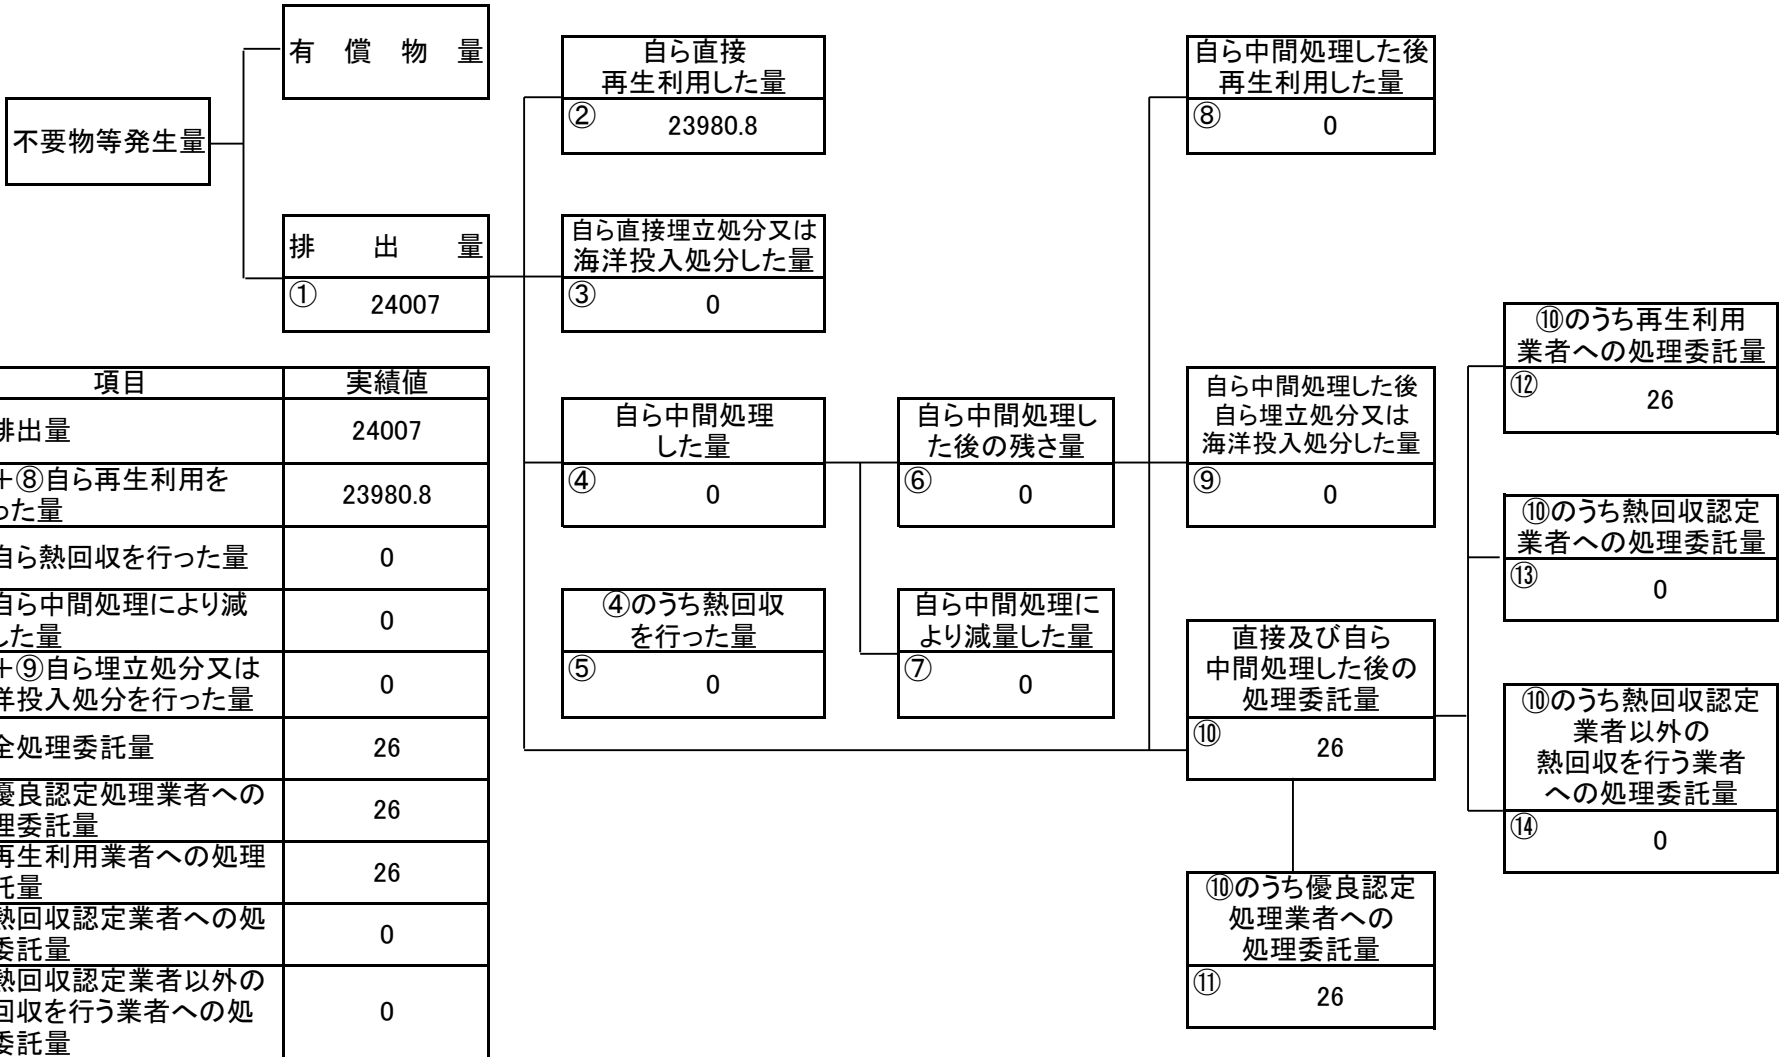 有償物量
不要物等発生量
排出量
① 24007
自ら直接
再生利用した量
② 23980.8
自ら直接埋立処分又は
海洋投入処分した量
③ 0
自ら中間処理
した量
④ 0
④のうち熱回収
を行った量
⑤ 0
自ら中間処理し
た後の残さ量
⑥ 0
自ら中間処理に
より減量した量
⑦ 0
自ら中間処理した後
再生利用した量
⑧ 0
自ら中間処理した後
自ら埋立処分又は
海洋投入処分した量
⑨ 0
直接及び自ら
中間処理した後の
処理委託量
⑩ 26
⑩のうち優良認定
処理業者への
処理委託量
⑪ 26
⑩のうち再生利用
業者への処理委託量
⑫ 26
⑩のうち熱回収認定
業者への処理委託量
⑬ 0
⑩のうち熱回収認定
業者以外の
熱回収を行う業者
への処理委託量
⑭ 0
項目 実績値
排出量 24007
+⑧自ら再生利用を
った量 23980.8
自ら熱回収を行った量 0
自ら中間処理により減
した量 0
+⑨自ら埋立処分又は
洋投入処分を行った量 0
全処理委託量 26
優良認定処理業者への
理委託量 26
再生利用業者への処理
託量 26
熱回収認定業者への処
委託量 0
熱回収認定業者以外の
回収を行う業者への処
委託量 0